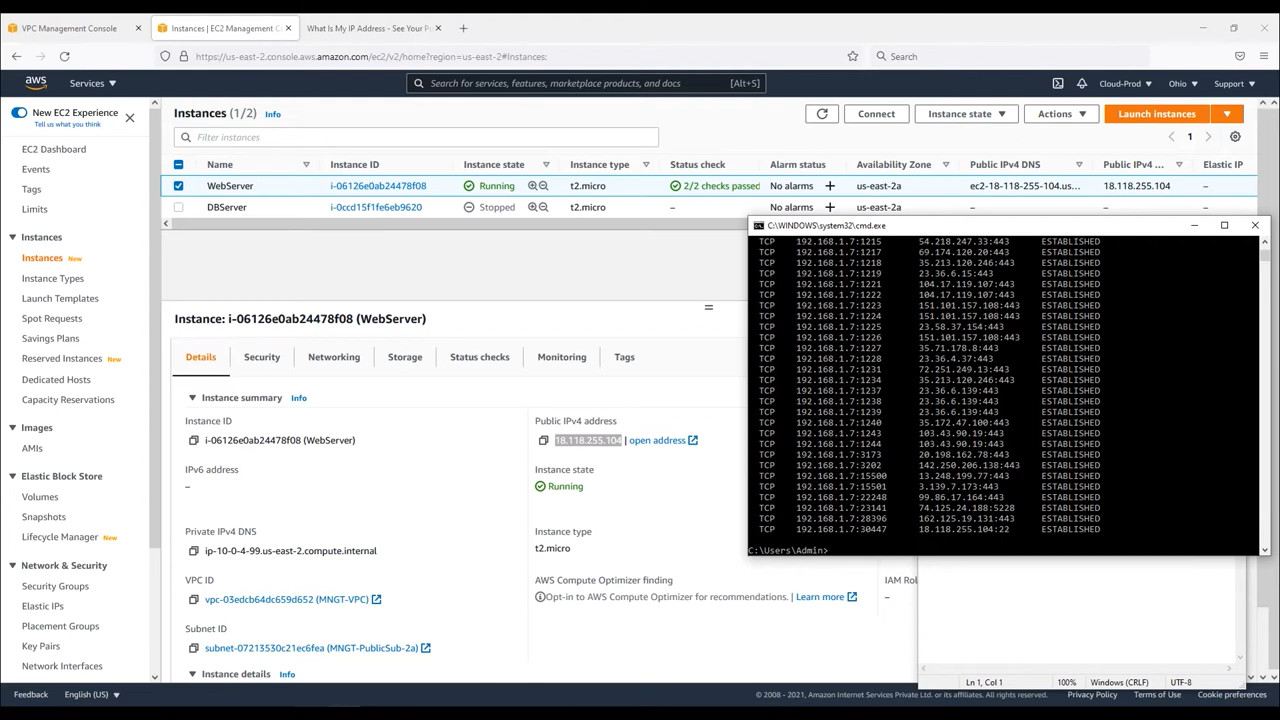 VPC Management Console
Instances | EC2 Management C
What Is My IP Address - See Your P
https://us-east-2.console.aws.amazon.com/ec2/v2/home?region=us-east-2#Instances:
Search
aws
Services
Search for services, features, marketplace products, and docs
[Alt+S]
Cloud-Prod
Ohio
Support
New EC2 Experience
Tell us what you think
EC2 Dashboard
Events
Tags
Limits
Instances
Instances New
Instance Types
Launch Templates
Spot Requests
Savings Plans
Reserved Instances New
Dedicated Hosts
Capacity Reservations
Images
AMIs
Elastic Block Store
Volumes
Snapshots
Lifecycle Manager New
Network & Security
Security Groups
Elastic IPs
Placement Groups
Key Pairs
Network Interfaces
Instances (1/2) Info
Connect
Instance state
Actions
Launch instances
Filter instances
1
Name Instance ID Instance state Instance type Status check Alarm status Availability Zone Public IPv4 DNS Public IPv4 ... Elastic IP
WebServer i-06126e0ab24478f08 Running t2.micro 2/2 checks passed No alarms + us-east-2a ec2-18-118-255-104.us... 18.118.255.104 –
DBServer i-0ccd15f1fe6eb9620 Stopped t2.micro – No alarms + us-east-2a
Instance: i-06126e0ab24478f08 (WebServer)
Details Security Networking Storage Status checks Monitoring Tags
Instance summary Info
Instance ID
i-06126e0ab24478f08 (WebServer)
Public IPv4 address
18.118.255.104 | open address
IPv6 address
–
Instance state
Running
Private IPv4 DNS
ip-10-0-4-99.us-east-2.compute.internal
Instance type
t2.micro
VPC ID
vpc-03edcb64dc659d652 (MNGT-VPC)
AWS Compute Optimizer finding
Opt-in to AWS Compute Optimizer for recommendations. | Learn more
IAM Rol
–
Subnet ID
subnet-07213530c21ec6fea (MNGT-PublicSub-2a)
Instance details Info
C:\WINDOWS\system32\cmd.exe
TCP 192.168.1.7:1215 54.218.247.33:443 ESTABLISHED
TCP 192.168.1.7:1217 69.174.120.20:443 ESTABLISHED
TCP 192.168.1.7:1218 35.213.120.246:443 ESTABLISHED
TCP 192.168.1.7:1219 23.36.6.15:443 ESTABLISHED
TCP 192.168.1.7:1221 104.17.119.107:443 ESTABLISHED
TCP 192.168.1.7:1222 104.17.119.107:443 ESTABLISHED
TCP 192.168.1.7:1223 151.101.157.108:443 ESTABLISHED
TCP 192.168.1.7:1224 151.101.157.108:443 ESTABLISHED
TCP 192.168.1.7:1225 23.58.37.154:443 ESTABLISHED
TCP 192.168.1.7:1226 151.101.157.108:443 ESTABLISHED
TCP 192.168.1.7:1227 35.71.178.8:443 ESTABLISHED
TCP 192.168.1.7:1228 23.36.4.37:443 ESTABLISHED
TCP 192.168.1.7:1231 72.251.249.13:443 ESTABLISHED
TCP 192.168.1.7:1234 35.213.120.246:443 ESTABLISHED
TCP 192.168.1.7:1237 23.36.6.139:443 ESTABLISHED
TCP 192.168.1.7:1238 23.36.6.139:443 ESTABLISHED
TCP 192.168.1.7:1239 23.36.6.139:443 ESTABLISHED
TCP 192.168.1.7:1240 35.172.47.100:443 ESTABLISHED
TCP 192.168.1.7:1243 103.43.90.19:443 ESTABLISHED
TCP 192.168.1.7:1244 103.43.90.19:443 ESTABLISHED
TCP 192.168.1.7:3173 20.198.162.78:443 ESTABLISHED
TCP 192.168.1.7:3202 142.250.206.138:443 ESTABLISHED
TCP 192.168.1.7:15500 13.248.199.77:443 ESTABLISHED
TCP 192.168.1.7:15501 3.139.7.173:443 ESTABLISHED
TCP 192.168.1.7:22248 99.86.17.164:443 ESTABLISHED
TCP 192.168.1.7:23141 74.125.24.188:5228 ESTABLISHED
TCP 192.168.1.7:28396 162.125.19.131:443 ESTABLISHED
TCP 192.168.1.7:30447 18.118.255.104:22 ESTABLISHED
C:\Users\Admin>
Ln 1, Col 1
100%
Windows (CRLF)
UTF-8
Feedback
English (US)
© 2008 - 2021, Amazon Internet Services Private Ltd. or its affiliates. All rights reserved.
Privacy Policy
Terms of Use
Cookie preferences